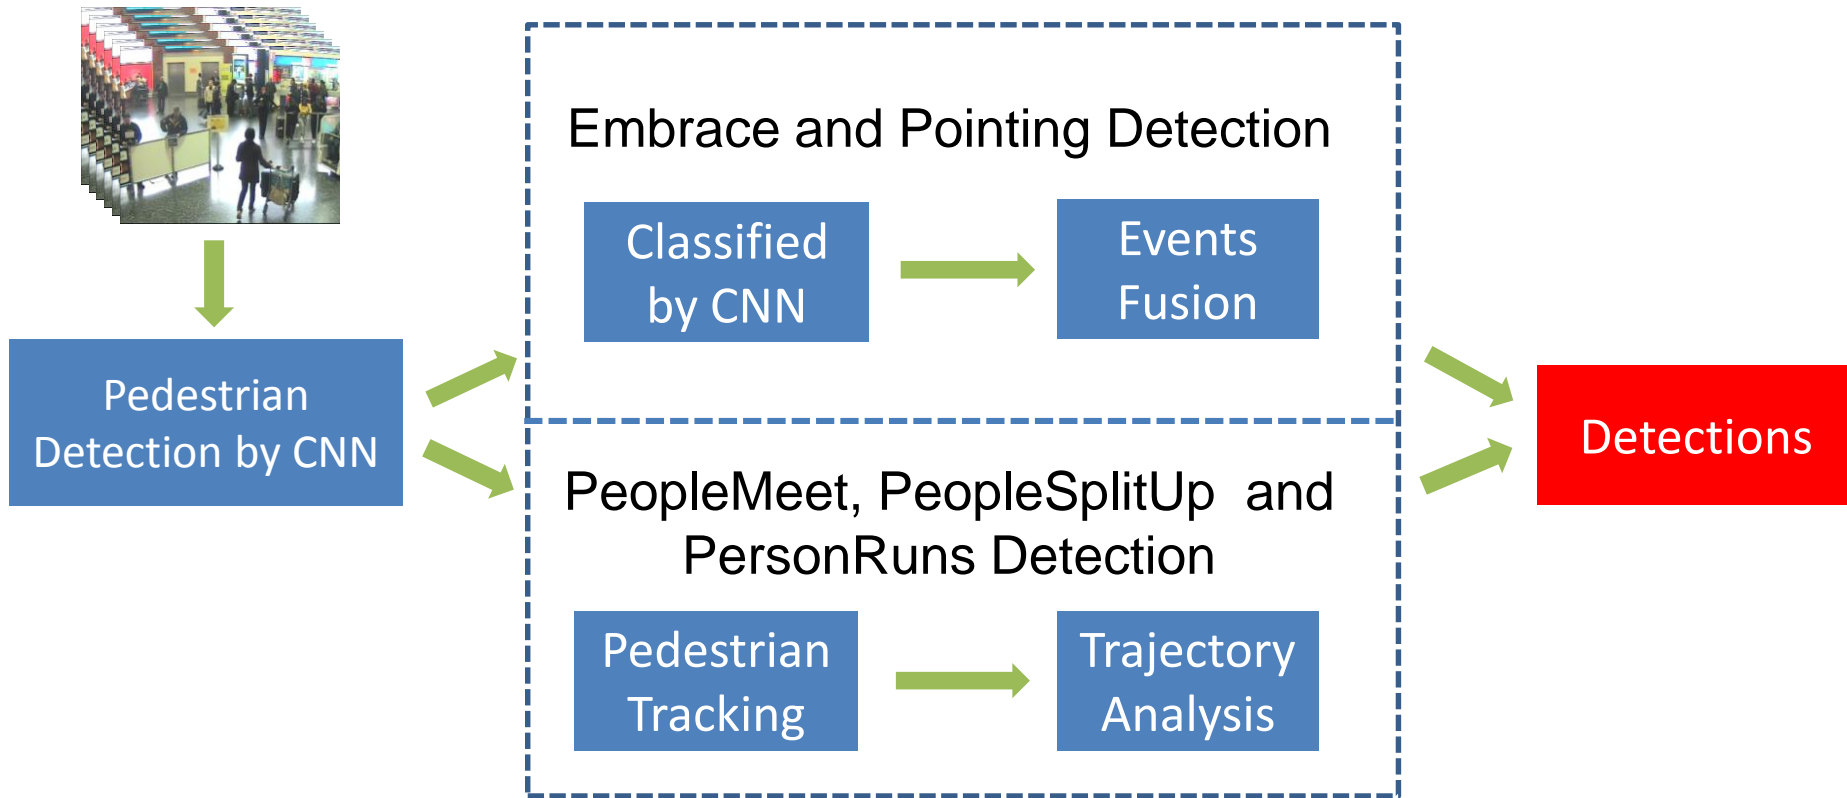 Embrace and Pointing Detection
Classified
by CNN
Events
Fusion
Pedestrian
Detection by CNN
Detections
PeopleMeet, PeopleSplitUp  and
PersonRuns Detection
Pedestrian
Tracking
Trajectory
Analysis